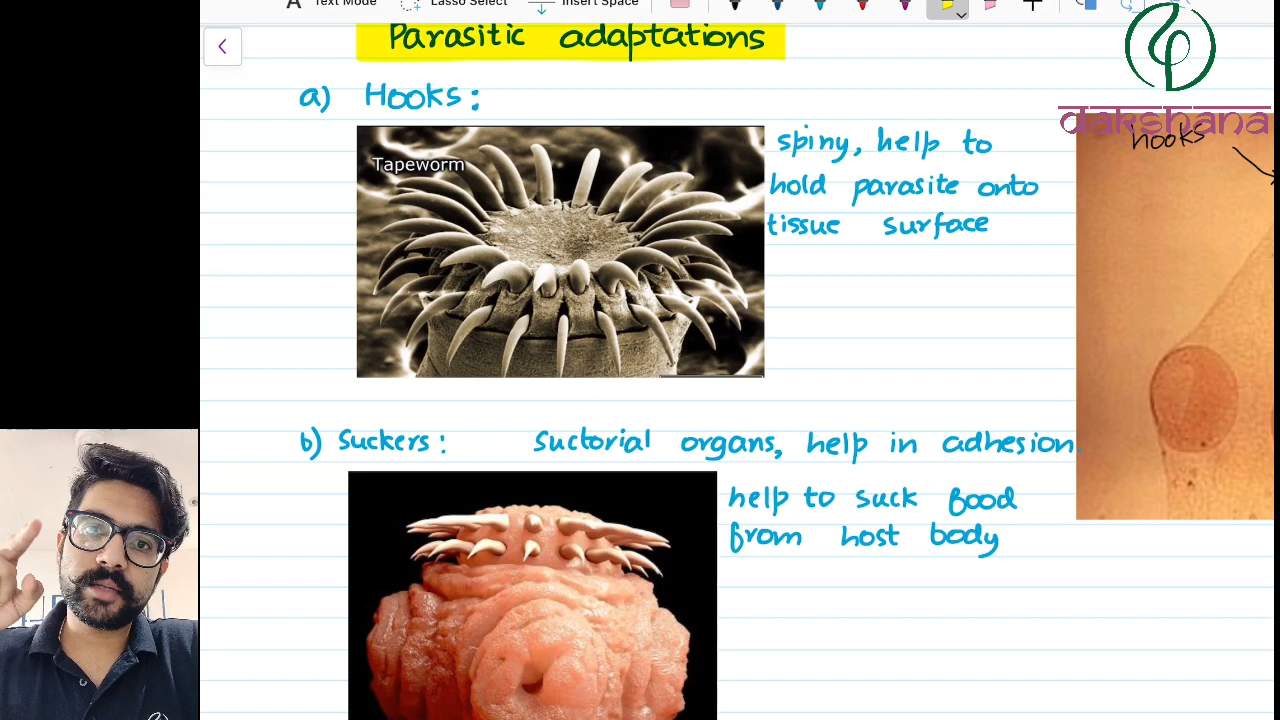 Text Mode
Lasso Select
Insert Space
Parasitic adaptations
dakshana
a) Hooks:
hooks
Tapeworm
spiny, help to
hold parasite onto
tissue surface
b) Suckers: Suctorial organs, help in adhesion.
help to suck food
from host body